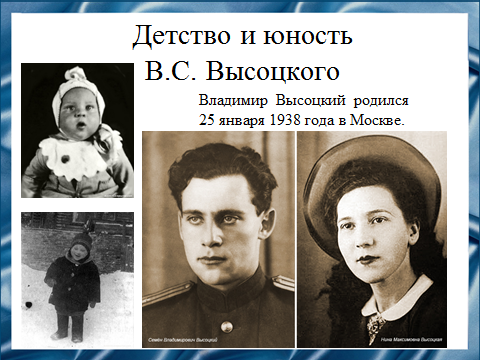 Детство и юность
В.С. Высоцкого
Владимир Высоцкий родился
25 января 1938 года в Москве.
Семён Владимирович Высоцкий
Нина Максимовна Высоцкая